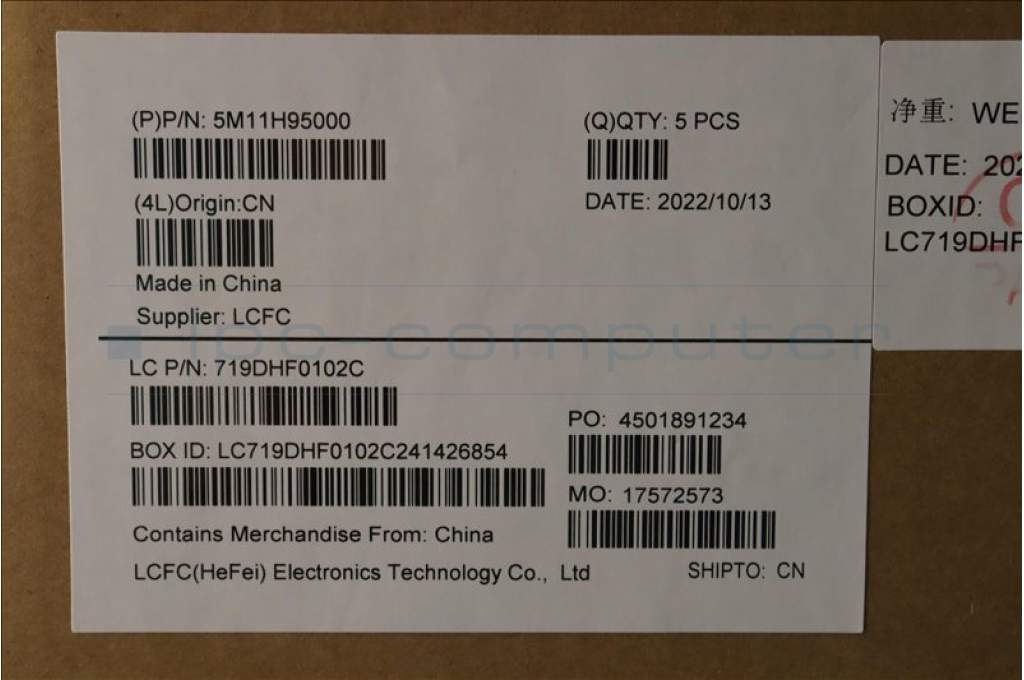 (P)P/N: 5M11H95000
(Q)QTY: 5 PCS
(4L)Origin:CN
DATE: 2022/10/13
Made in China
Supplier: LCFC
ipc-computer
LC P/N: 719DHF0102C
PO: 4501891234
BOX ID: LC719DHF0102C241426854
MO: 17572573
Contains Merchandise From: China
LCFC(HeFei) Electronics Technology Co., Ltd
SHIPTO: CN
净重: WE
DATE: 202
BOXID:
LC719DHF